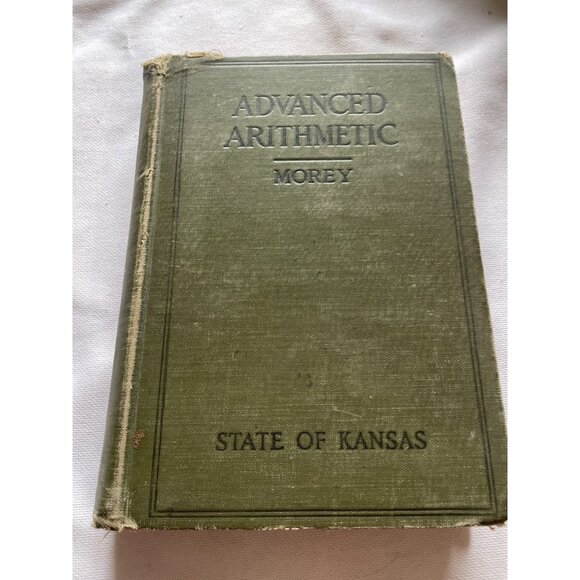 ADVANCED
ARITHMETIC
MOREY
STATE OF KANSAS